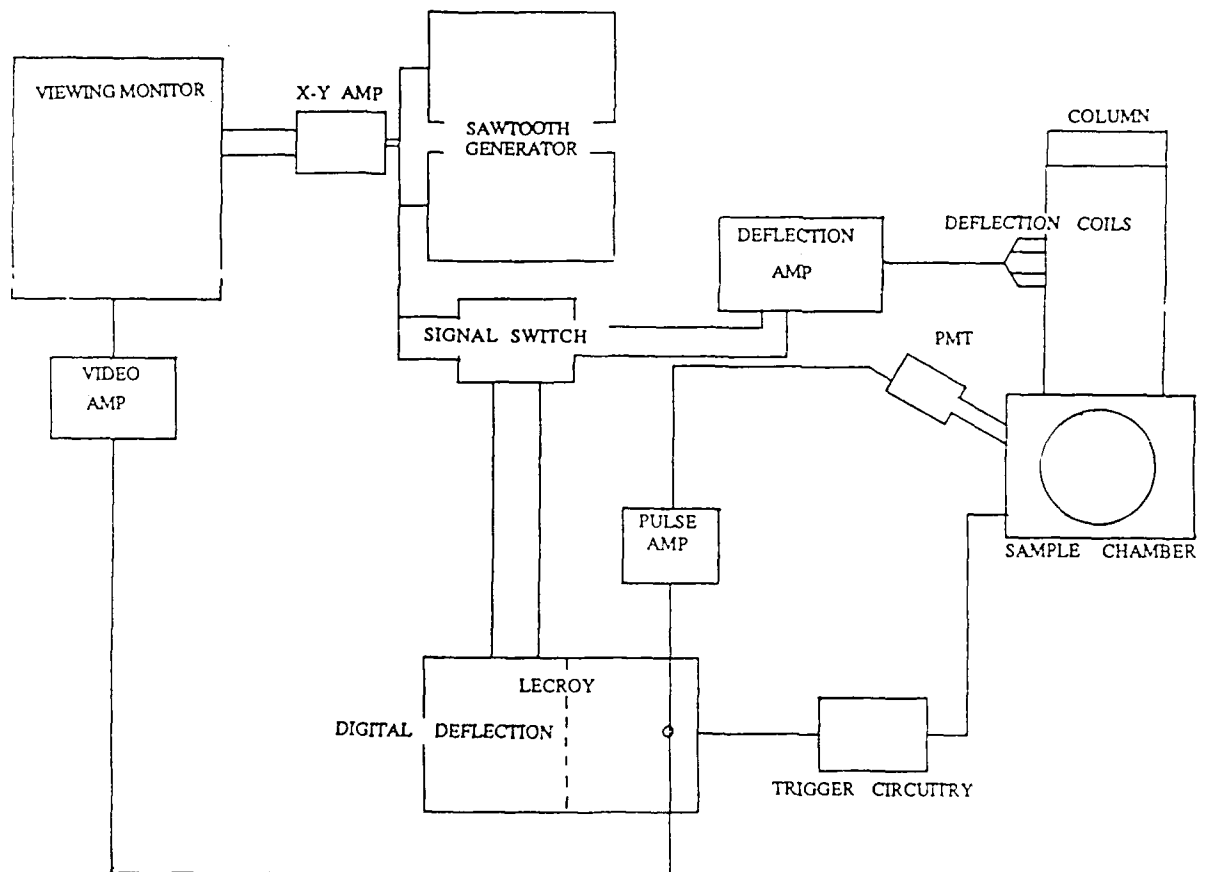 VIEWING MONITOR
X-Y AMP
SAWTOOTH
GENERATOR
COLUMN
DEFLECTION COILS
DEFLECTION
AMP
SIGNAL SWITCH
PMT
VIDEO
AMP
PULSE
AMP
SAMPLE CHAMBER
LECROY
DIGITAL DEFLECTION
TRIGGER CIRCUITRY